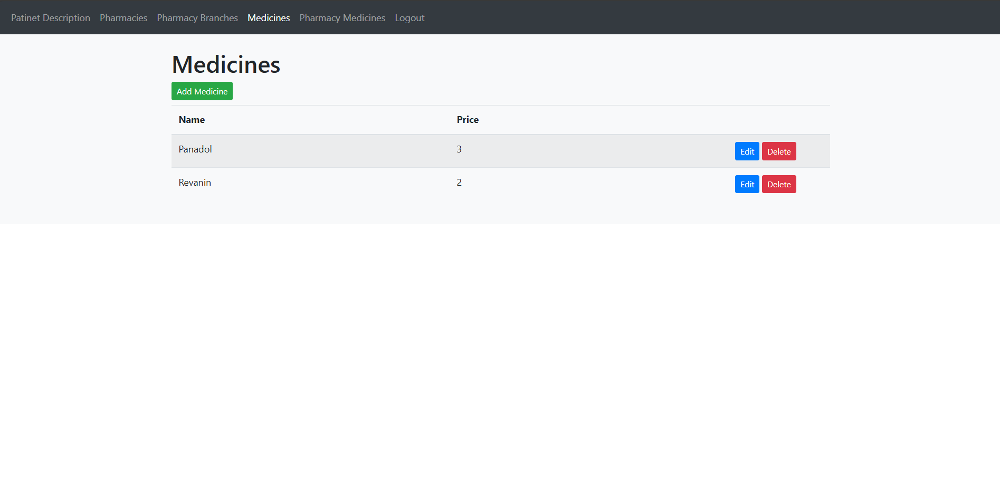 Patinet Description Pharmacies Pharmacy Branches Medicines Pharmacy Medicines Logout
Medicines
Add Medicine
Name Price
Panadol 3 Edit Delete
Revanin 2 Edit Delete